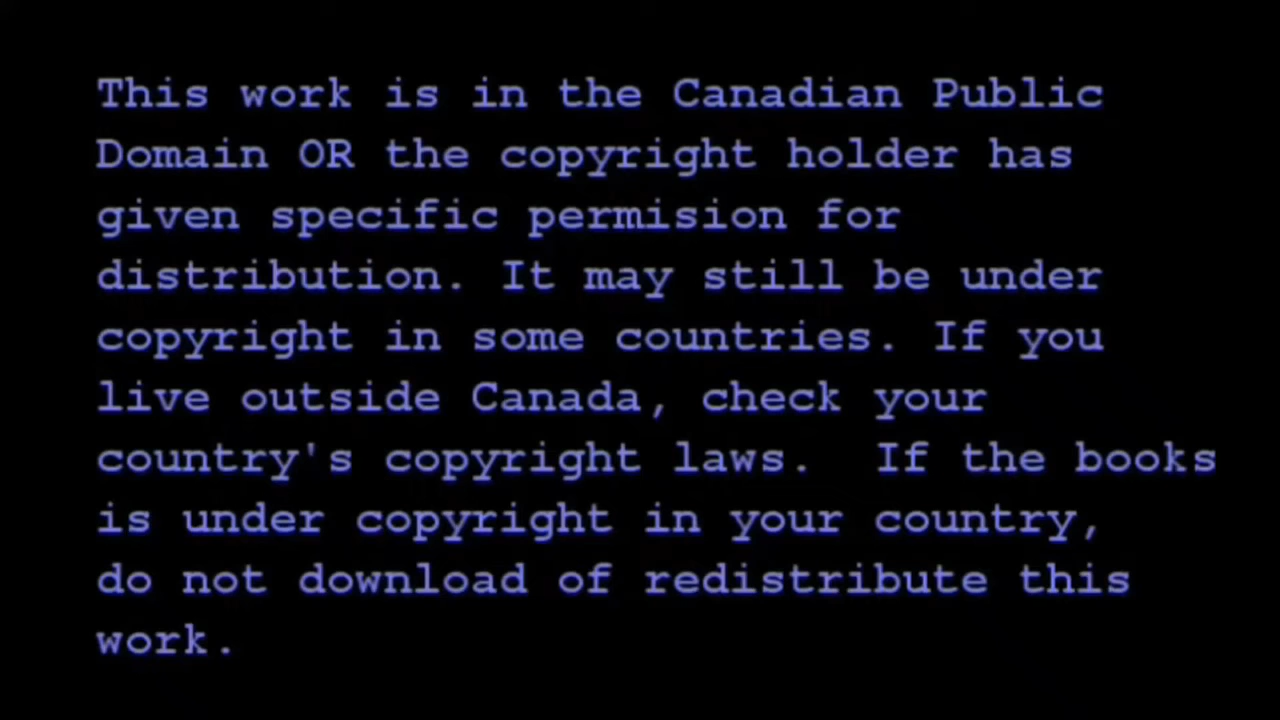 This work is in the Canadian Public
Domain OR the copyright holder has
given specific permision for
distribution. It may still be under
copyright in some countries. If you
live outside Canada, check your
country's copyright laws.  If the books
is under copyright in your country,
do not download of redistribute this
work.